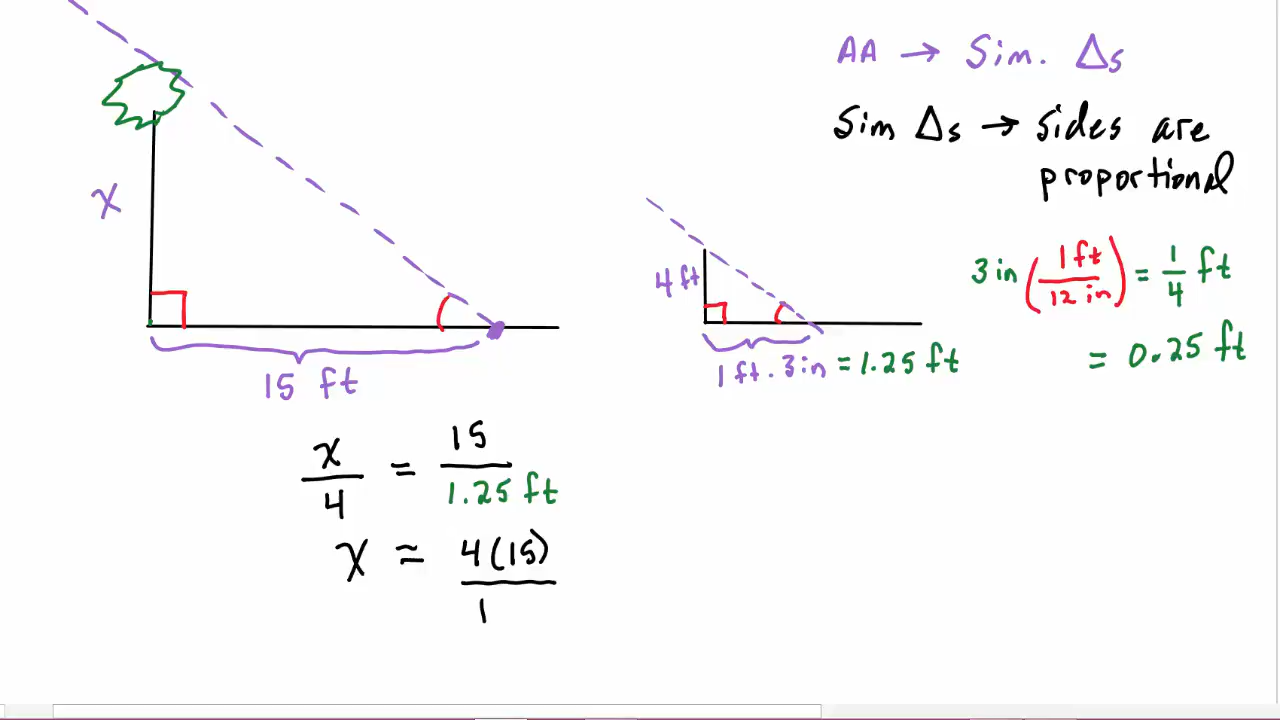 AA → Sim. Δs
Sim Δs → sides are
proportional
x
4 ft
3 in (1 ft / 12 in) = 1/4 ft
= 0.25 ft
15 ft
1 ft. 3 in = 1.25 ft
x/4 = 15/1.25 ft
x = 4(15)/1